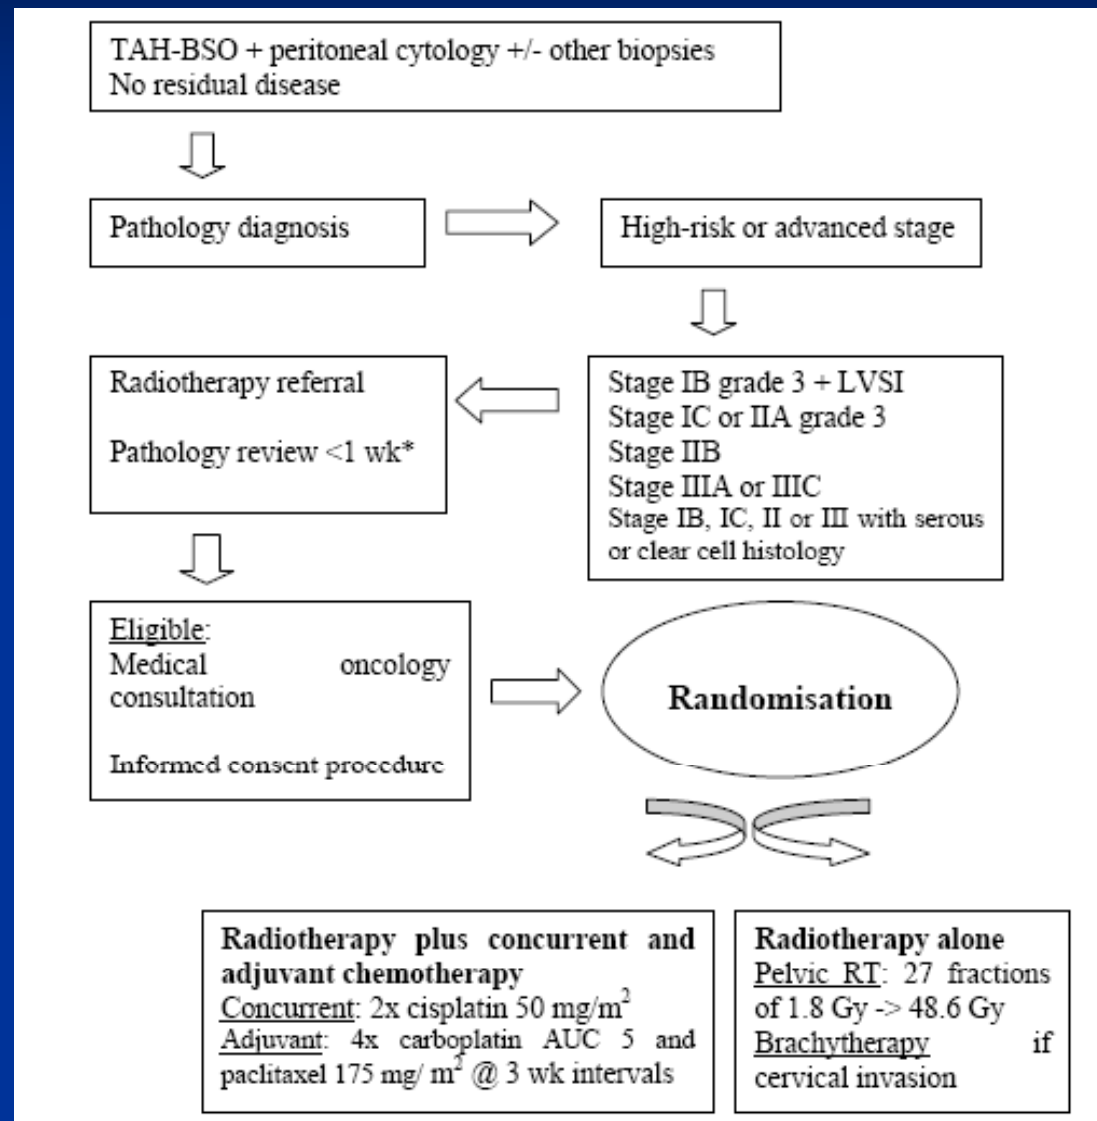 TAH-BSO + peritoneal cytology +/- other biopsies
No residual disease
Pathology diagnosis
High-risk or advanced stage
Stage IB grade 3 + LVSI
Stage IC or IIA grade 3
Stage IIB
Stage IIIA or IIIC
Stage IB, IC, II or III with serous
or clear cell histology
Radiotherapy referral
Pathology review <1 wk*
Eligible:
Medical oncology
consultation
Informed consent procedure
Randomisation
Radiotherapy plus concurrent and
adjuvant chemotherapy
Concurrent: 2x cisplatin 50 mg/m²
Adjuvant: 4x carboplatin AUC 5 and
paclitaxel 175 mg/ m² @ 3 wk intervals
Radiotherapy alone
Pelvic RT: 27 fractions
of 1.8 Gy -> 48.6 Gy
Brachytherapy if
cervical invasion